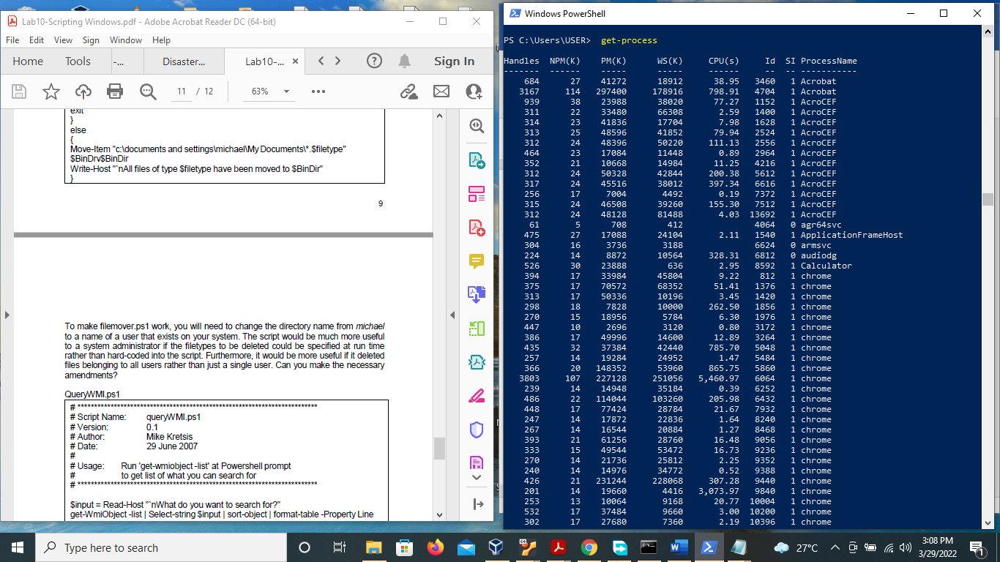 Lab10-Scripting Windows.pdf - Adobe Acrobat Reader DC (64-bit)
File Edit View Sign Window Help
Home Tools -... Disaster... Lab10-... × Sign In
11 / 12 63%
exit
}
else
{
Move-Item "c:\documents and settings\michael\My Documents\*.$filetype"
$BinDrv$BinDir
Write-Host "`nAll files of type $filetype have been moved to $BinDir"
}
9
To make filemover.ps1 work, you will need to change the directory name from michael
to a name of a user that exists on your system. The script would be much more useful
to a system administrator if the filetypes to be deleted could be specified at run time
rather than hard-coded into the script. Furthermore, it would be more useful if it deleted
files belonging to all users rather than just a single user. Can you make the necessary
amendments?
QueryWMI.ps1
# *************************************************************************
# Script Name: queryWMI.ps1
# Version: 0.1
# Author: Mike Kretsis
# Date: 29 June 2007
#
# Usage: Run 'get-wmiobject -list' at Powershell prompt
# to get list of what you can search for
# *************************************************************************
$input = Read-Host "`nWhat do you want to search for?"
get-WmiObject -list | Select-string $input | sort-object | format-table -Property Line
Windows PowerShell
PS C:\Users\USER> get-process
Handles NPM(K) PM(K) WS(K) CPU(s) Id SI ProcessName
------- ------ ----- ----- ------ -- -- -----------
684 27 41272 18912 38.95 3460 1 Acrobat
3167 114 297400 178916 798.91 4704 1 Acrobat
939 38 23988 38020 77.27 1152 1 AcroCEF
311 22 33480 66308 2.59 1400 1 AcroCEF
314 23 41836 17704 7.98 1628 1 AcroCEF
313 25 48596 41852 79.94 2524 1 AcroCEF
312 24 48396 50220 111.13 2556 1 AcroCEF
464 23 17084 11448 0.89 2964 1 AcroCEF
352 21 10668 14984 11.25 4216 1 AcroCEF
312 24 50328 42844 200.38 5612 1 AcroCEF
317 24 45516 38012 397.34 6616 1 AcroCEF
256 17 7004 4492 0.19 7372 1 AcroCEF
315 24 46508 39260 155.30 7512 1 AcroCEF
312 24 48128 81488 4.03 13692 1 AcroCEF
61 5 708 412 4064 0 agr64svc
475 27 17088 24104 2.11 1540 1 ApplicationFrameHost
304 16 3736 3188 6624 0 armsvc
224 14 8872 10564 328.31 6812 0 audiodg
526 30 23888 636 2.95 8592 1 Calculator
394 17 33984 45804 9.22 812 1 chrome
375 17 70572 68352 51.41 1376 1 chrome
313 17 50336 10196 3.45 1420 1 chrome
298 18 7828 10000 262.50 1856 1 chrome
270 15 18956 5784 6.30 1976 1 chrome
447 10 2696 3120 0.80 3172 1 chrome
386 17 49996 14600 12.89 3264 1 chrome
435 32 37384 42440 785.70 5048 1 chrome
257 14 19284 24952 1.47 5484 1 chrome
366 20 148352 53960 865.75 5860 1 chrome
3803 107 227128 251056 5,460.97 6064 1 chrome
239 14 14948 35184 0.39 6252 1 chrome
486 22 114044 103260 205.98 6432 1 chrome
448 17 77424 28784 21.67 7932 1 chrome
247 14 17872 22836 1.64 8240 1 chrome
267 14 16544 20884 1.27 8468 1 chrome
393 21 61256 28760 16.48 9056 1 chrome
333 15 49544 53472 16.73 9236 1 chrome
270 14 21736 25812 2.25 9352 1 chrome
240 14 14976 34772 0.52 9388 1 chrome
426 21 231244 228068 307.28 9440 1 chrome
201 14 19660 4416 3,073.97 9840 1 chrome
253 13 10064 9168 20.77 10004 1 chrome
532 17 37484 9660 3.00 10200 1 chrome
302 17 27680 7360 2.19 10396 1 chrome
Type here to search
27°C
3:08 PM
3/29/2022
1